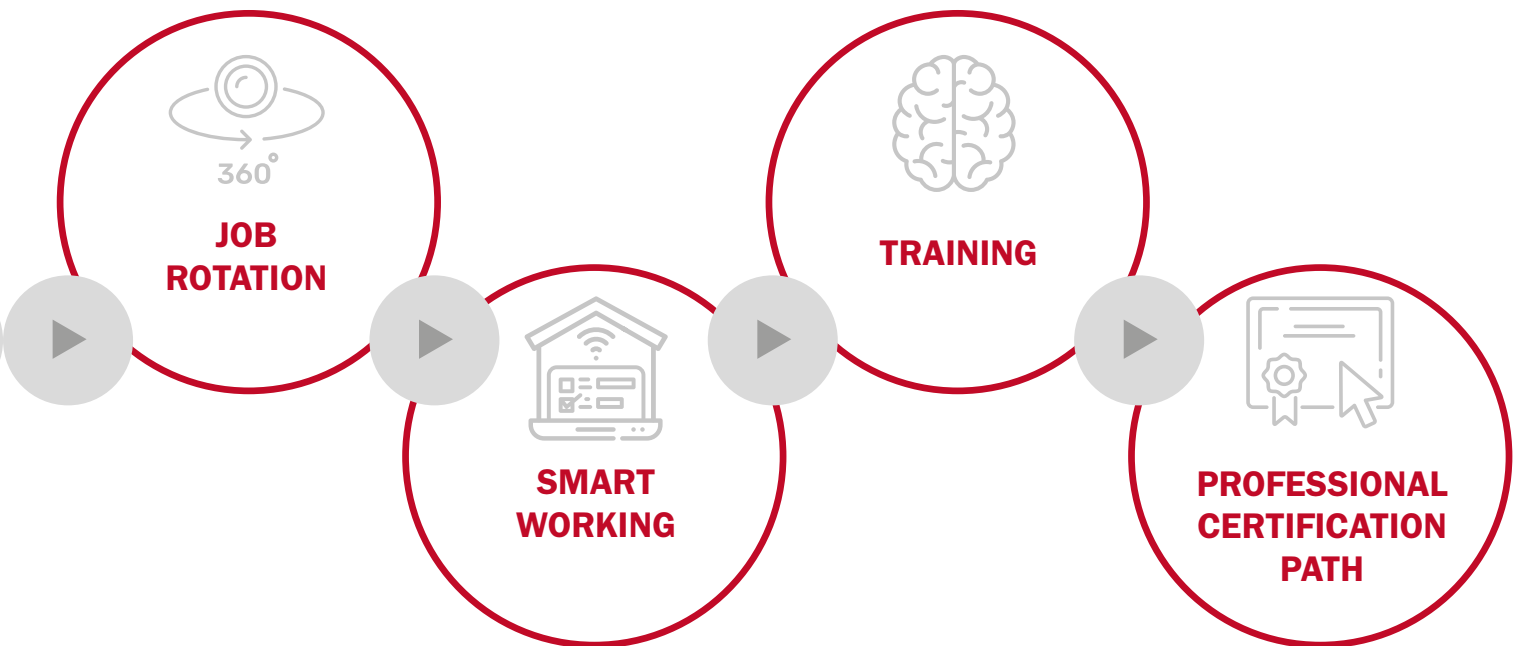 360°
JOB
ROTATION
SMART
WORKING
TRAINING
PROFESSIONAL
CERTIFICATION
PATH